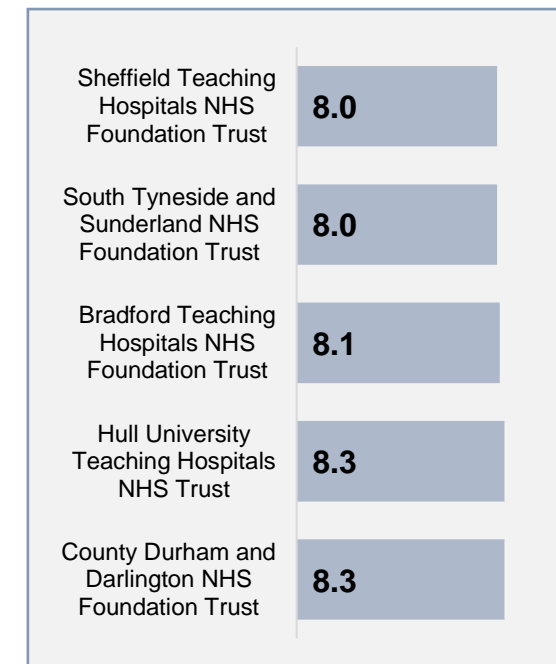 Sheffield Teaching
Hospitals NHS
Foundation Trust
8.0
South Tyneside and
Sunderland NHS
Foundation Trust
8.0
Bradford Teaching
Hospitals NHS
Foundation Trust
8.1
Hull University
Teaching Hospitals
NHS Trust
8.3
County Durham and
Darlington NHS
Foundation Trust
8.3